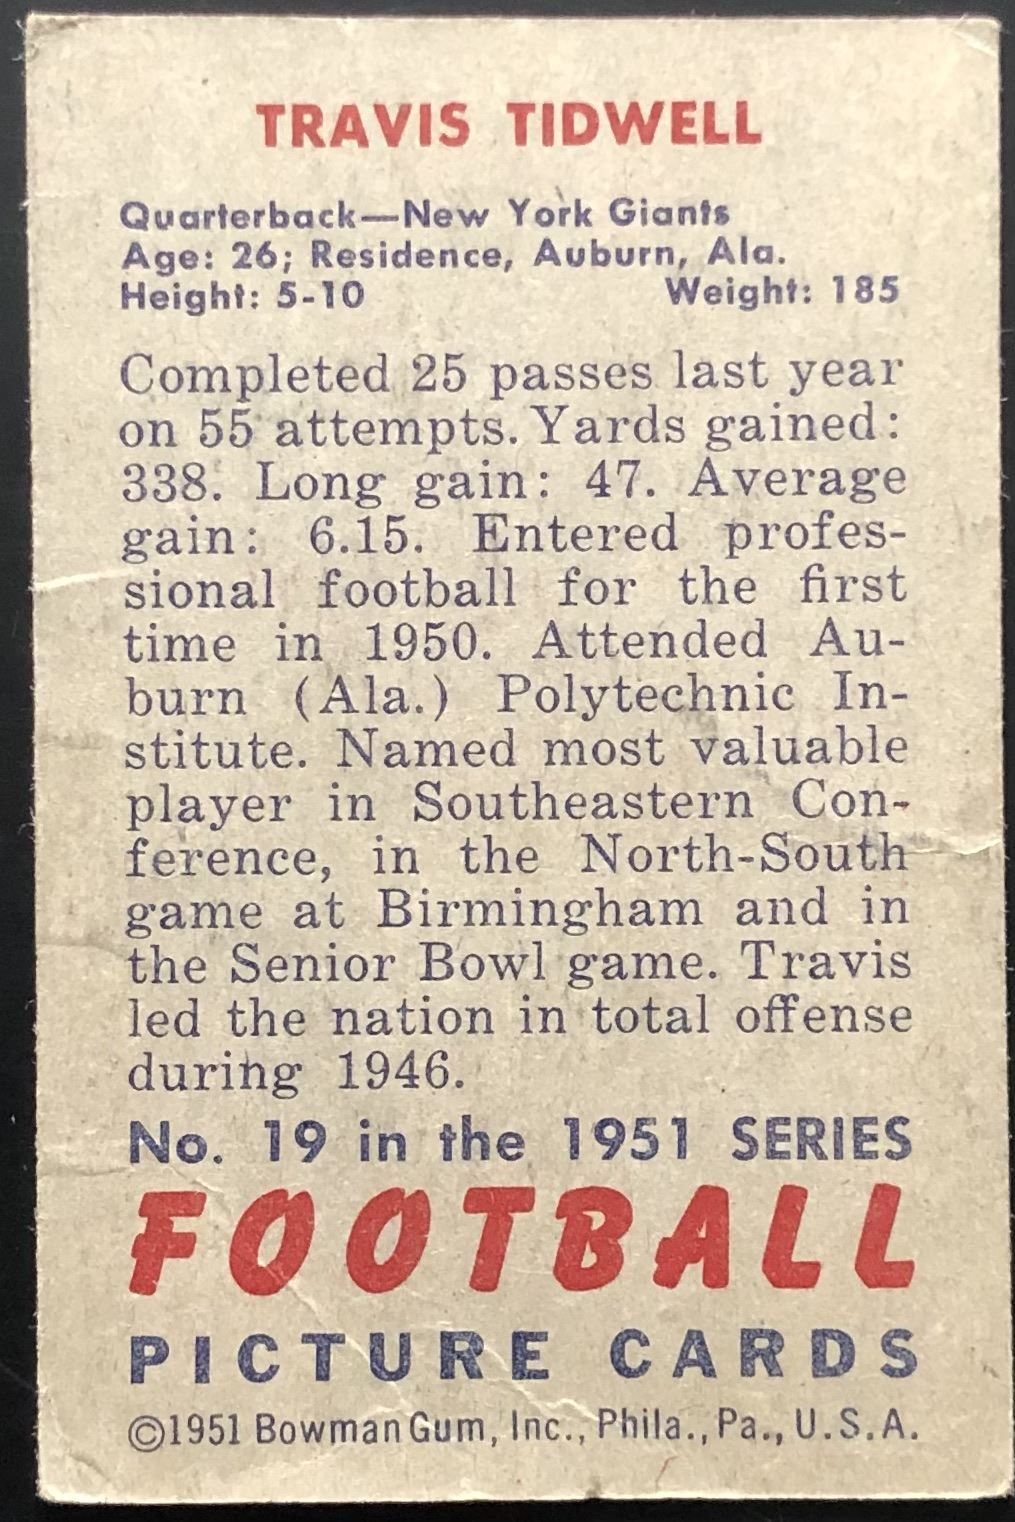 TRAVIS TIDWELL
Quarterback—New York Giants
Age: 26; Residence, Auburn, Ala.
Height: 5-10 Weight: 185
Completed 25 passes last year
on 55 attempts. Yards gained:
338. Long gain: 47. Average
gain: 6.15. Entered profes-
sional football for the first
time in 1950. Attended Au-
burn (Ala.) Polytechnic In-
stitute. Named most valuable
player in Southeastern Con-
ference, in the North-South
game at Birmingham and in
the Senior Bowl game. Travis
led the nation in total offense
during 1946.
No. 19 in the 1951 SERIES
FOOTBALL
PICTURE CARDS
©1951 Bowman Gum, Inc., Phila., Pa., U.S.A.